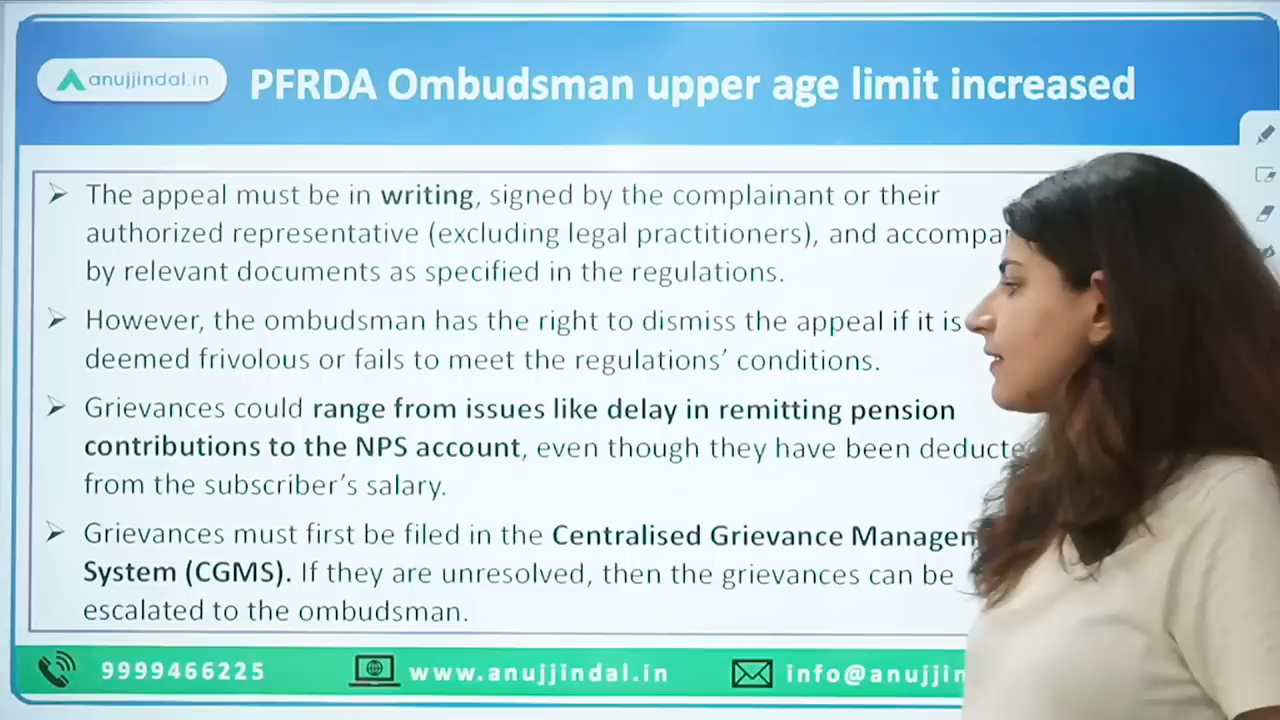 anujjindal.in
PFRDA Ombudsman upper age limit increased
The appeal must be in writing, signed by the complainant or their
authorized representative (excluding legal practitioners), and
by relevant documents as specified in the regulations.
However, the ombudsman has the right to dismiss the appeal if it is
deemed frivolous or fails to meet the regulations' conditions.
Grievances could range from issues like delay in remitting pension
contributions to the NPS account, even though they have been
from the subscriber's salary.
Grievances must first be filed in the Centralised Grievance
System (CGMS). If they are unresolved, then the grievances can be
escalated to the ombudsman.
9999466225
www.anujjindal.in